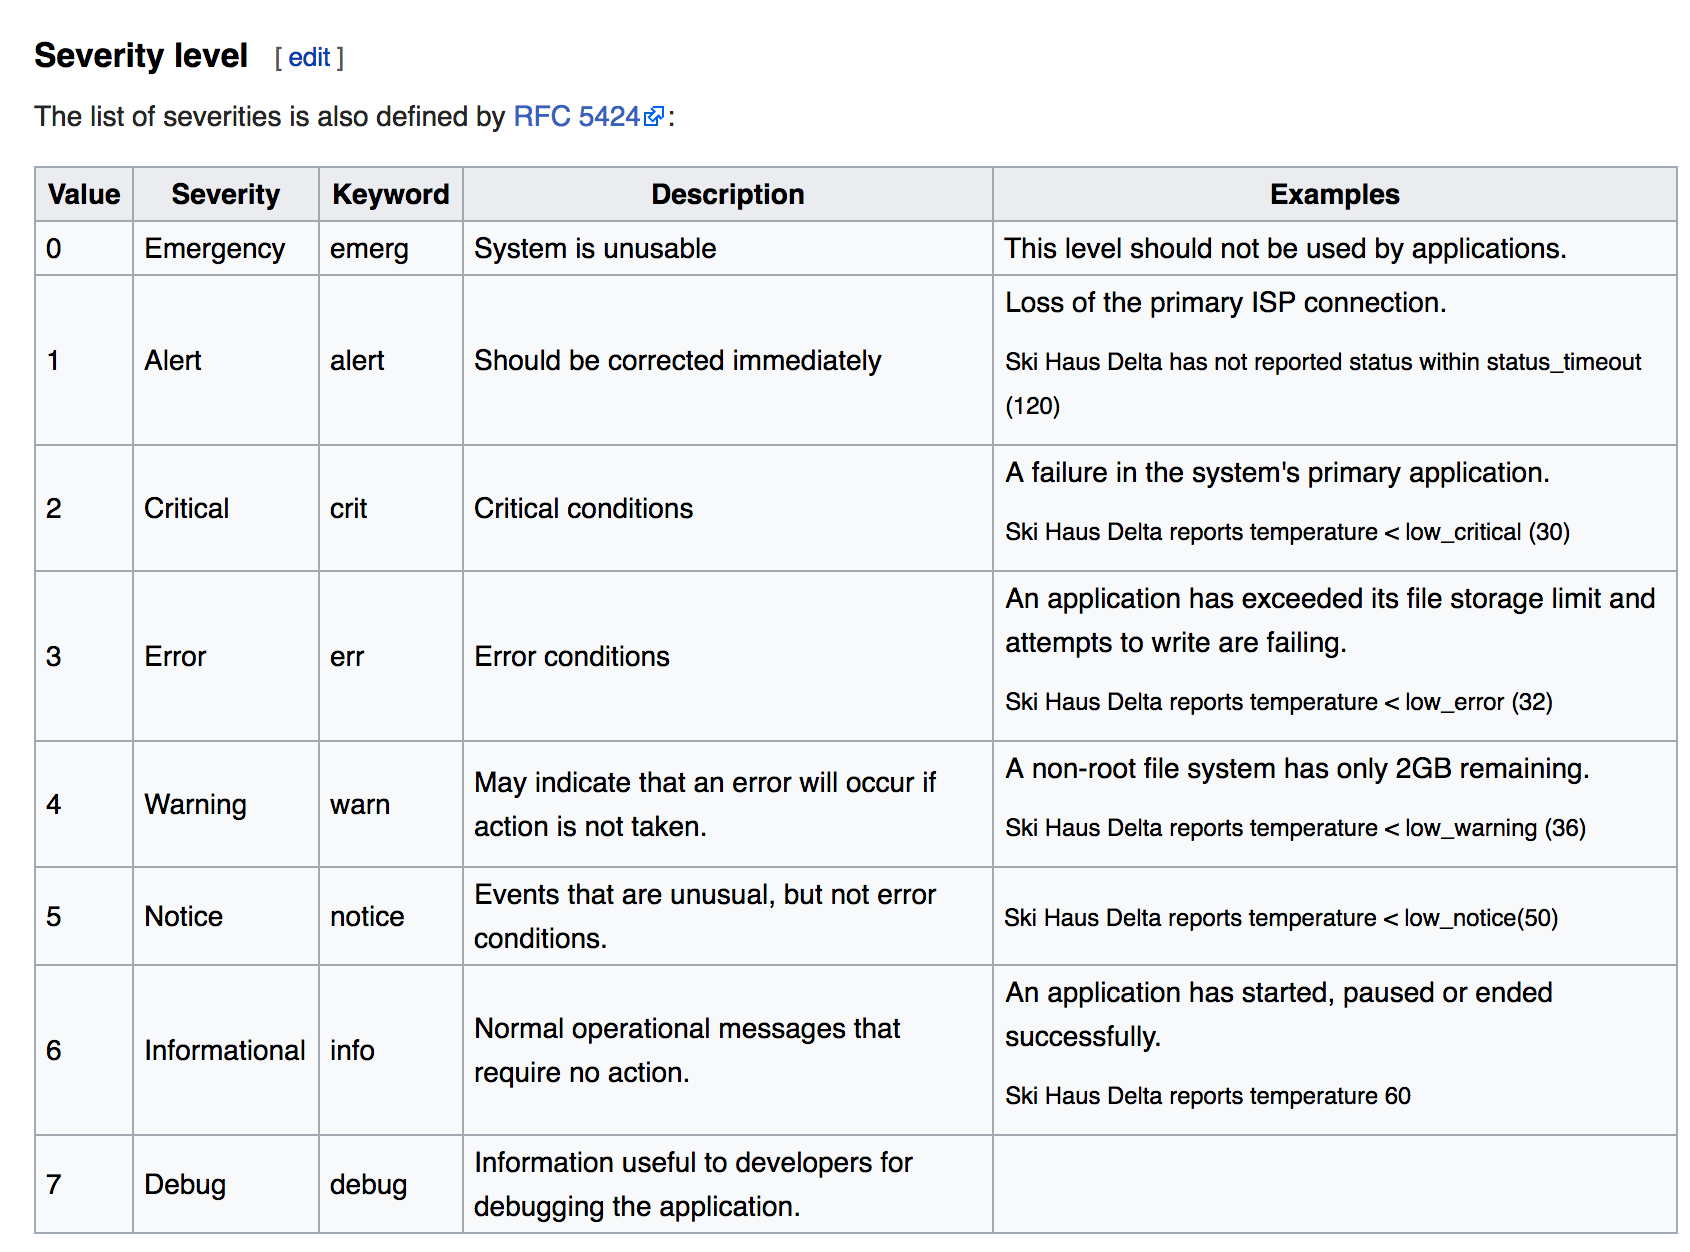 Severity level [ edit ]
The list of severities is also defined by RFC 5424:
Value Severity Keyword Description Examples
0 Emergency emerg System is unusable This level should not be used by applications.
1 Alert alert Should be corrected immediately Loss of the primary ISP connection.
Ski Haus Delta has not reported status within status_timeout
(120)
2 Critical crit Critical conditions A failure in the system's primary application.
Ski Haus Delta reports temperature < low_critical (30)
3 Error err Error conditions An application has exceeded its file storage limit and
attempts to write are failing.
Ski Haus Delta reports temperature < low_error (32)
4 Warning warn May indicate that an error will occur if
action is not taken.
A non-root file system has only 2GB remaining.
Ski Haus Delta reports temperature < low_warning (36)
5 Notice notice Events that are unusual, but not error
conditions.
Ski Haus Delta reports temperature < low_notice(50)
6 Informational info Normal operational messages that
require no action.
An application has started, paused or ended
successfully.
Ski Haus Delta reports temperature 60
7 Debug debug Information useful to developers for
debugging the application.